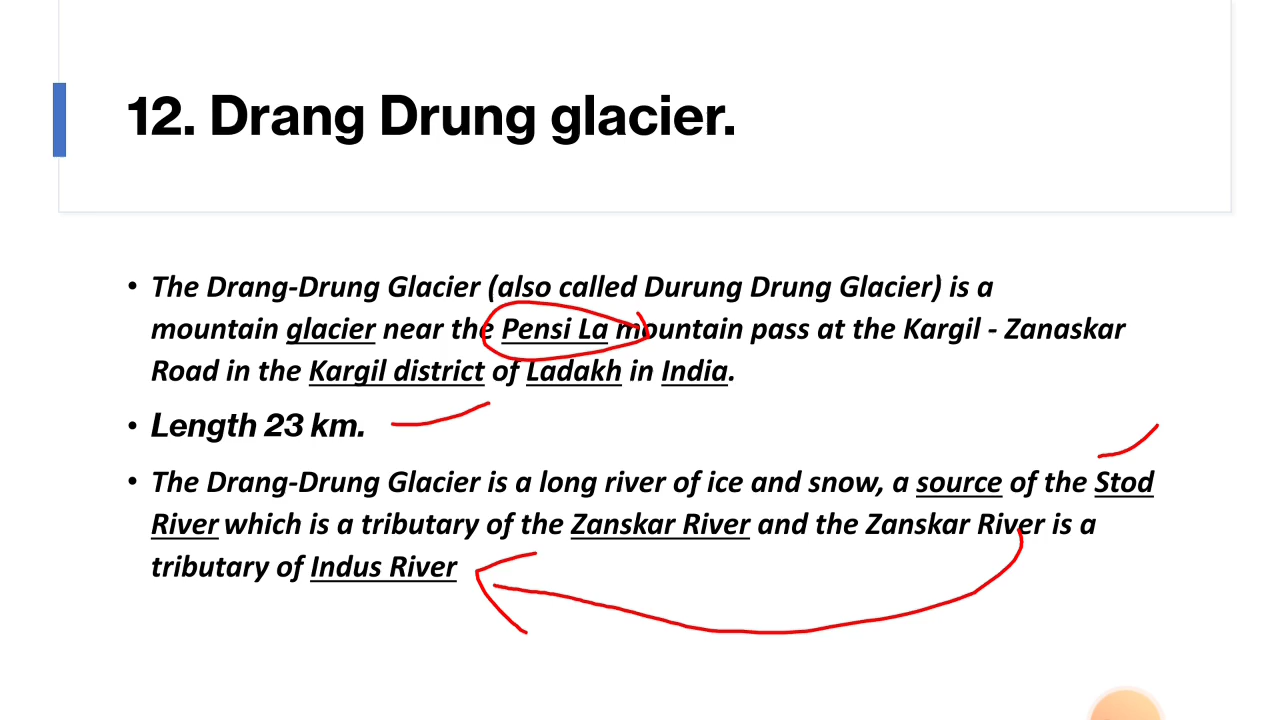 12. Drang Drung glacier.
• The Drang-Drung Glacier (also called Durung Drung Glacier) is a
mountain glacier near the Pensi La mountain pass at the Kargil - Zanaskar
Road in the Kargil district of Ladakh in India.
• Length 23 km.
• The Drang-Drung Glacier is a long river of ice and snow, a source of the Stod
River which is a tributary of the Zanskar River and the Zanskar River is a
tributary of Indus River